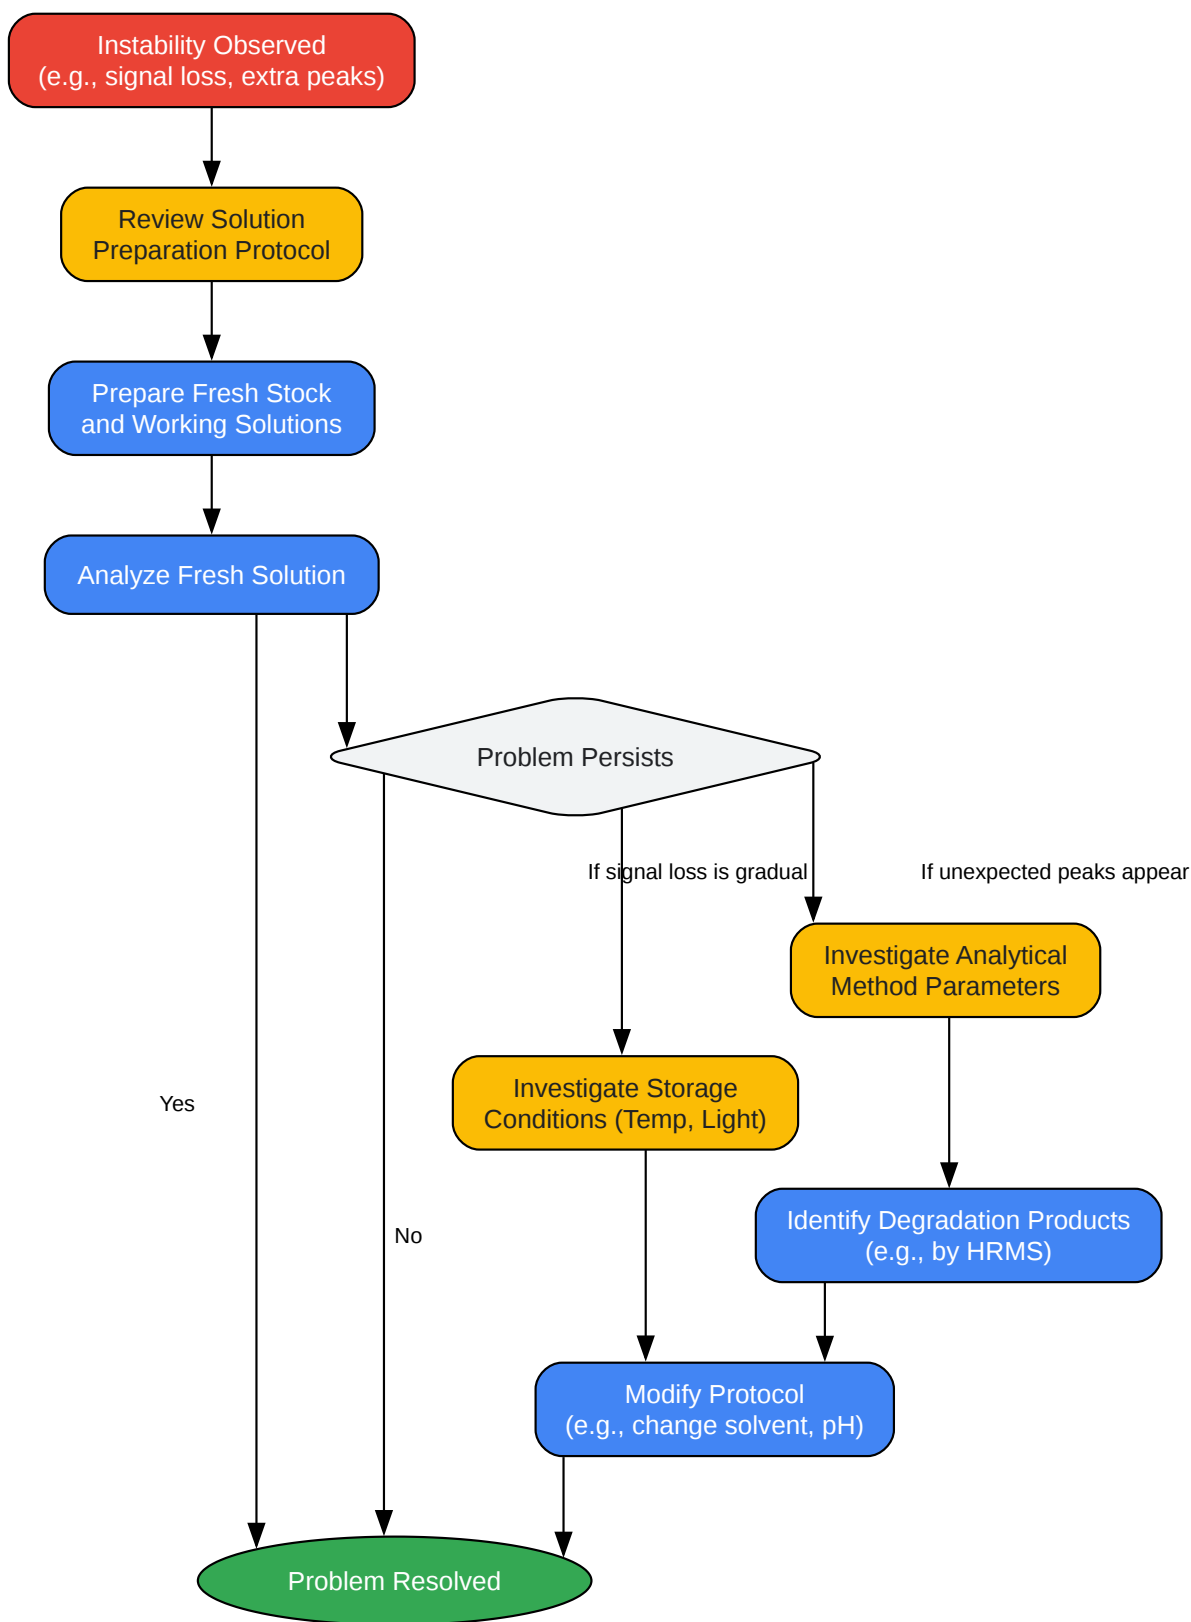 Instability Observed
(e.g., signal loss, extra peaks)
Review Solution
Preparation Protocol
Prepare Fresh Stock
and Working Solutions
Analyze Fresh Solution
Problem Persists
If signal loss is gradual
If unexpected peaks appear
Investigate Analytical
Method Parameters
Investigate Storage
Conditions (Temp, Light)
Yes
Identify Degradation Products
(e.g., by HRMS)
No
Modify Protocol
(e.g., change solvent, pH)
Problem Resolved